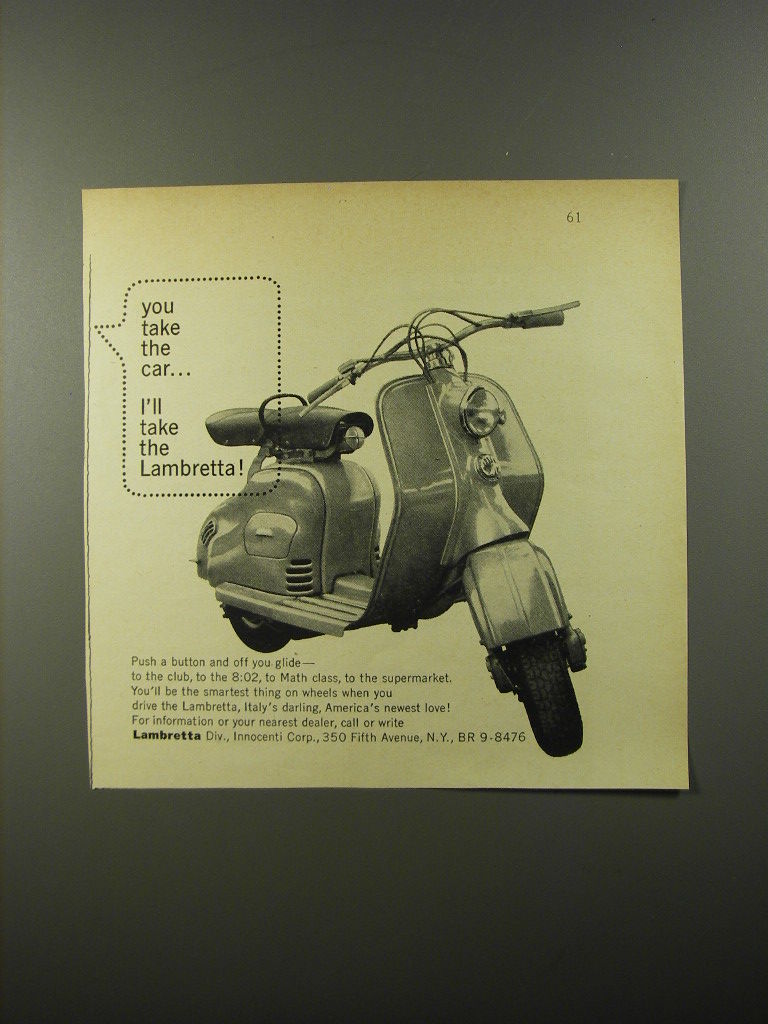 61
you
take
the
car...
I'll
take
the
Lambretta!
Push a button and off you glide—
to the club, to the 8:02, to Math class, to the supermarket.
You'll be the smartest thing on wheels when you
drive the Lambretta, Italy's darling, America's newest love!
For information or your nearest dealer, call or write
Lambretta Div., Innocenti Corp., 350 Fifth Avenue, N.Y., BR 9-8476